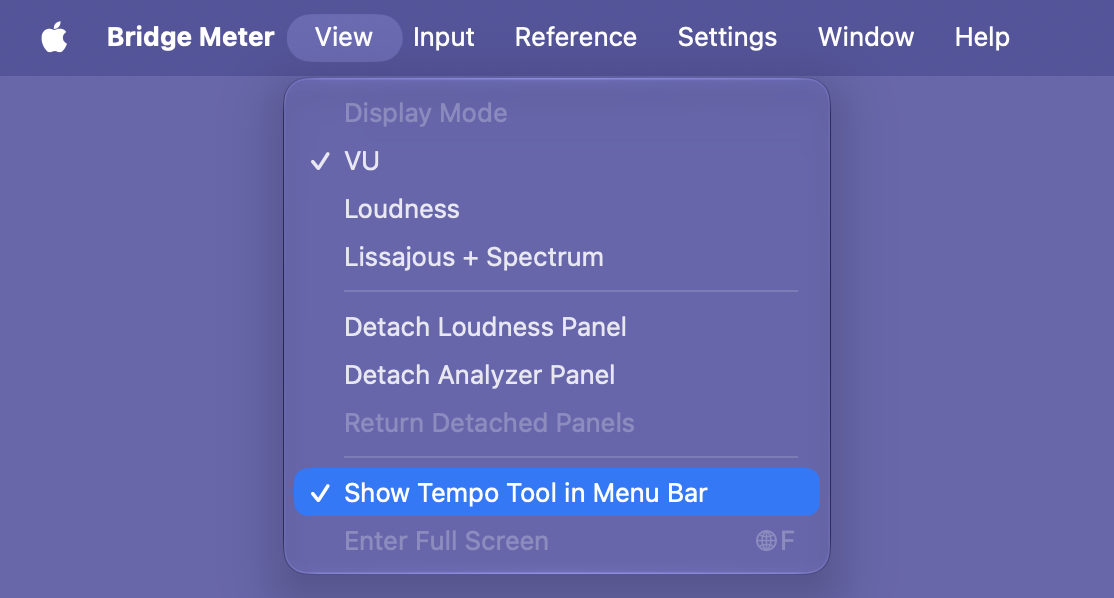 Bridge Meter View Input Reference Settings Window Help
Display Mode
✓ VU
Loudness
Lissajous + Spectrum
Detach Loudness Panel
Detach Analyzer Panel
Return Detached Panels
✓ Show Tempo Tool in Menu Bar
Enter Full Screen 🌐F